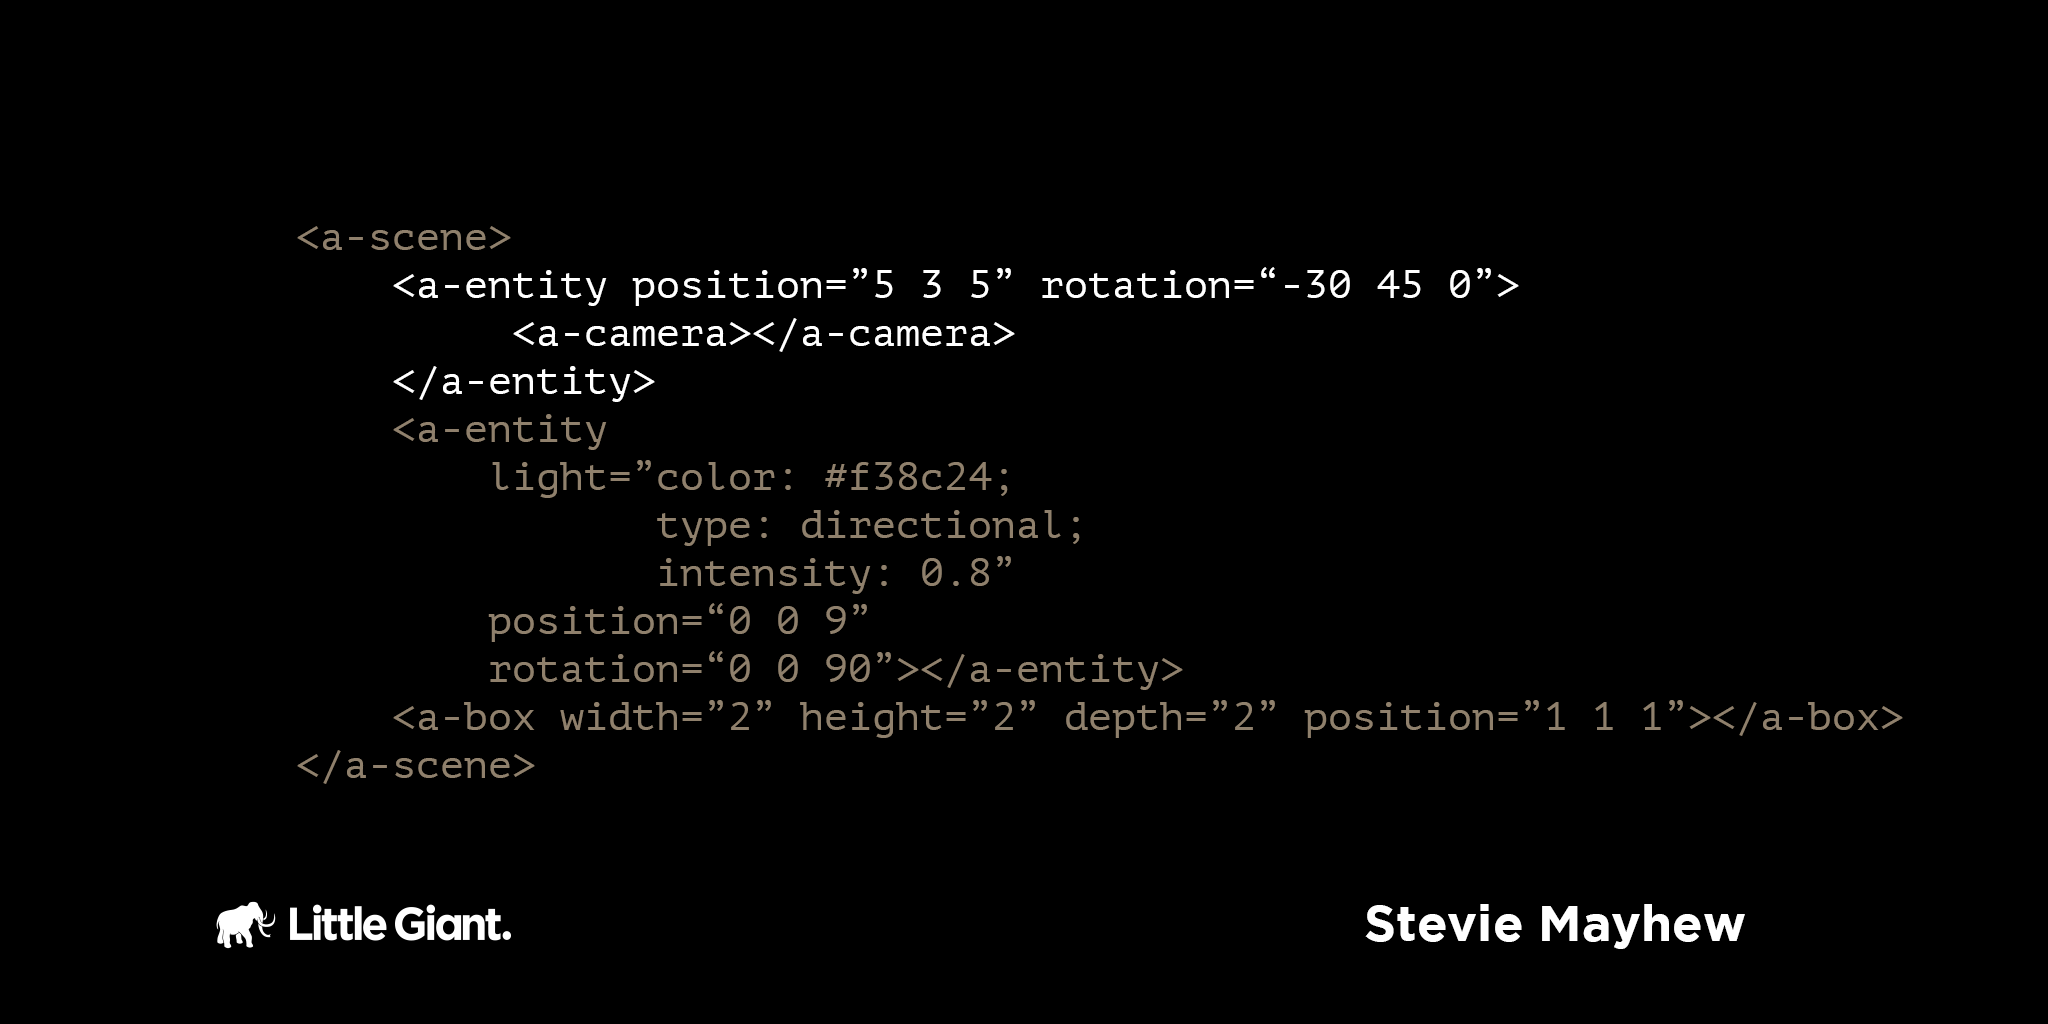 <a-scene>
<a-entity position=”5 3 5” rotation=“-30 45 0”>
<a-camera></a-camera>
</a-entity>
<a-entity
light=”color: #f38c24;
type: directional;
intensity: 0.8”
position=“0 0 9”
rotation=“0 0 90”></a-entity>
<a-box width=”2” height=”2” depth=”2” position=”1 1 1”></a-box>
</a-scene>
Little Giant.
Stevie Mayhew